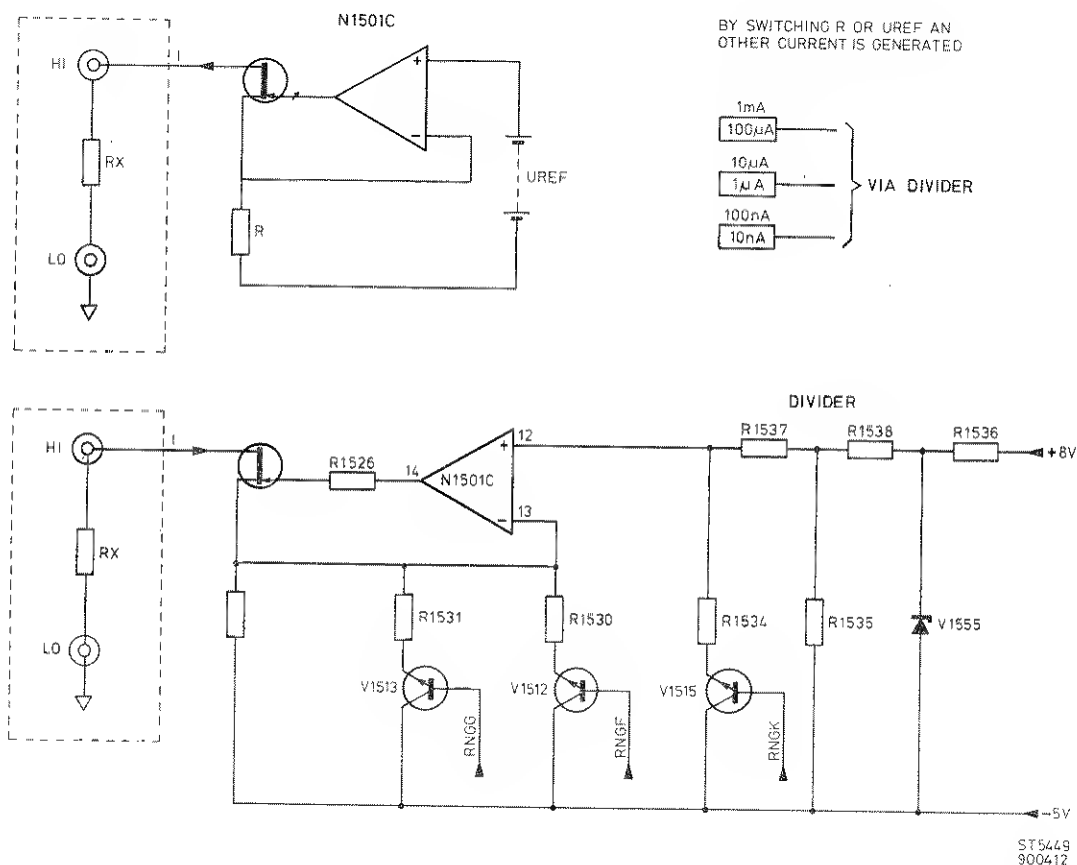 N1501C
BY SWITCHING R OR UREF AN
OTHER CURRENT IS GENERATED
HI
I
RX
LO
+
−
R
UREF
1mA
100µA
10µA
1µA
100nA
10nA
VIA DIVIDER
DIVIDER
HI
I
RX
LO
R1526
14
N1501C
12
+
13
−
R1537
R1538
R1536
+8V
R1531
R1530
R1534
R1535
V1555
V1513
V1512
V1515
RNGG
RNGF
RNGK
−5V
ST5449
900412